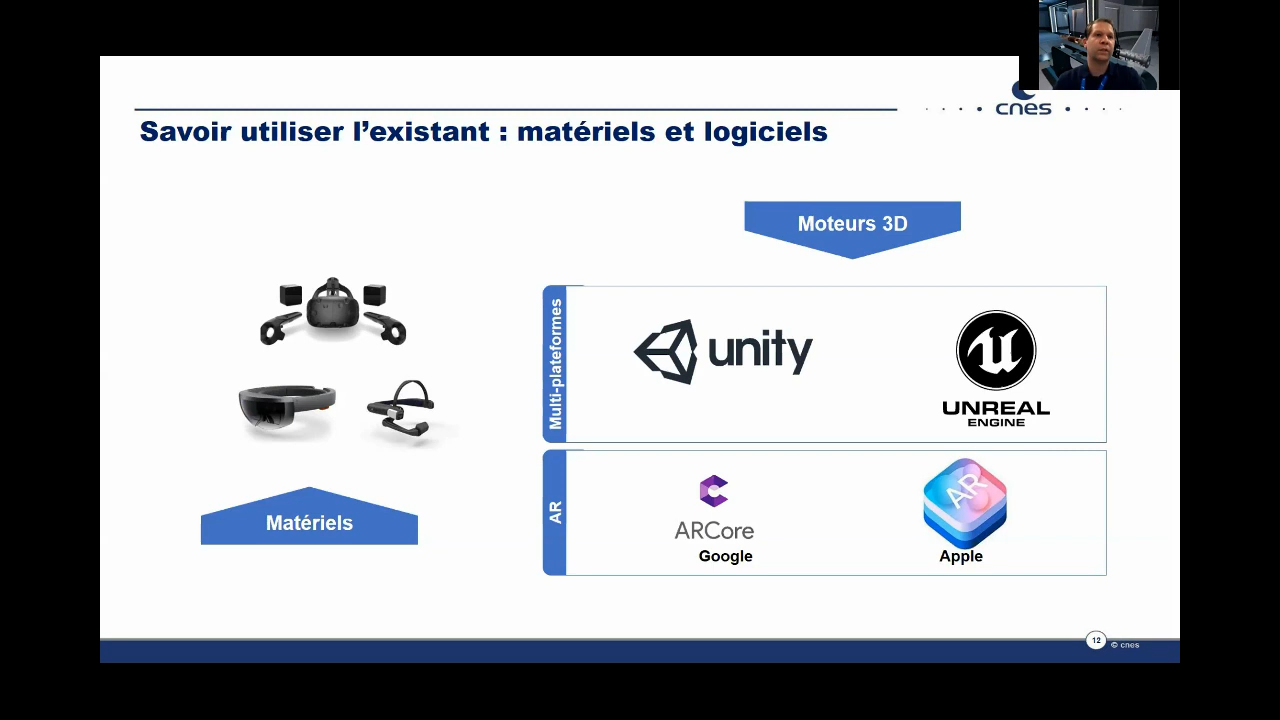 cnes
Savoir utiliser l’existant : matériels et logiciels
Moteurs 3D
Multi-plateformes
unity
UNREAL
ENGINE
AR
ARCore
Google
AR
Apple
Matériels
12
© cnes